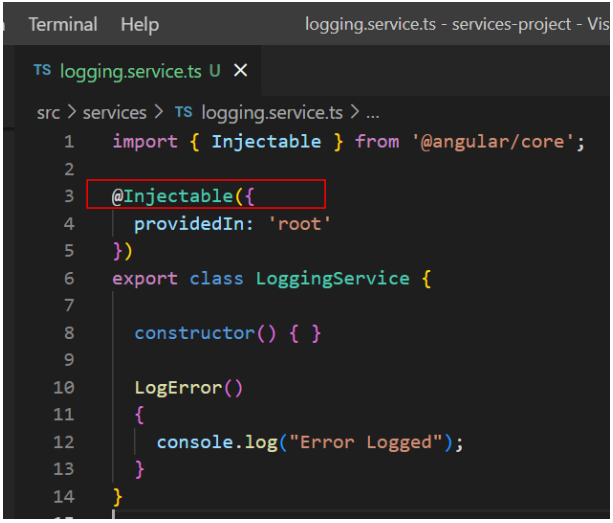 Terminal Help logging.service.ts - services-project - Vis
TS logging.service.ts U ×
src > services > TS logging.service.ts > ...
1 import { Injectable } from '@angular/core';
2
3 @Injectable({
4 providedIn: 'root'
5 })
6 export class LoggingService {
7
8 constructor() { }
9
10 LogError()
11 {
12 console.log("Error Logged");
13 }
14 }
15